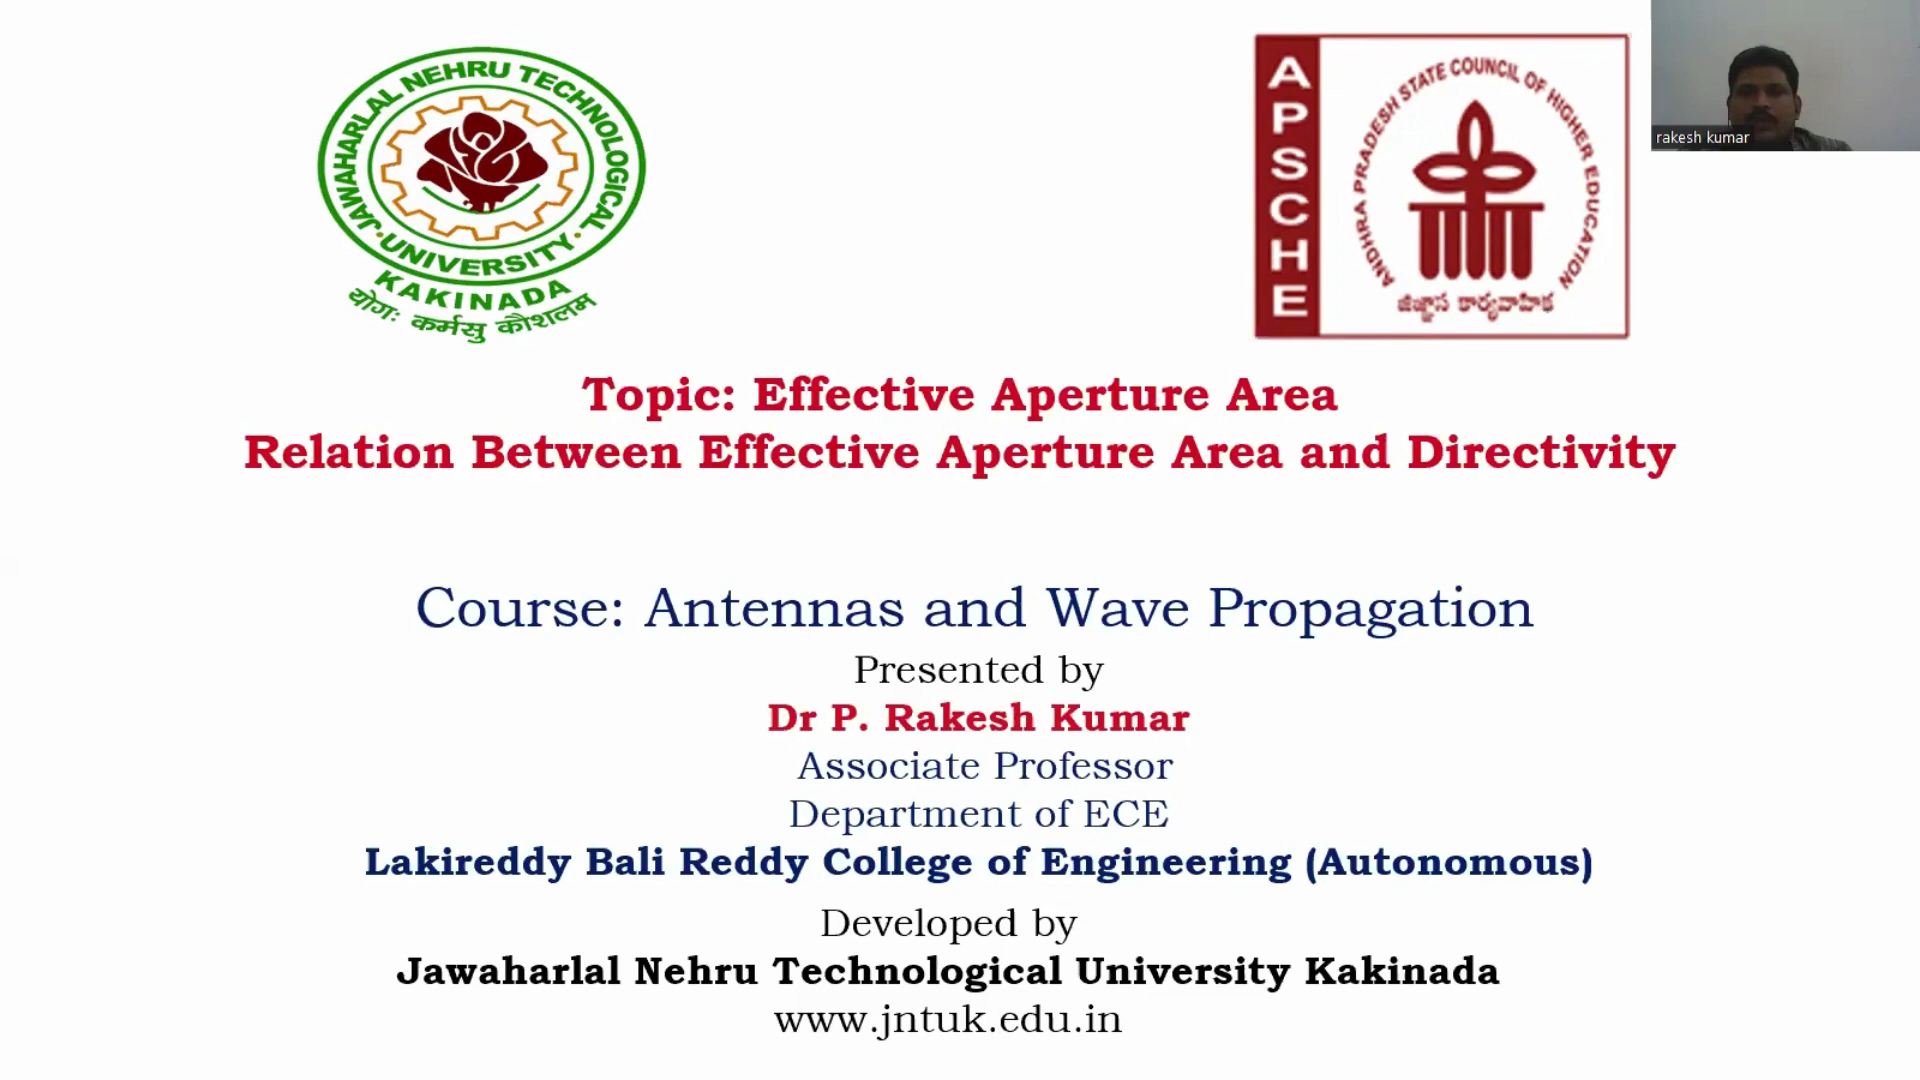 JAWAHARLAL NEHRU TECHNOLOGICAL
UNIVERSITY
KAKINADA
योगः कर्मसु कौशलम्
APSCHE
ANDHRA PRADESH STATE COUNCIL OF HIGHER EDUCATION
జిజ్ఞాస కార్యవాహిక
rakesh kumar
Topic: Effective Aperture Area
Relation Between Effective Aperture Area and Directivity
Course: Antennas and Wave Propagation
Presented by
Dr P. Rakesh Kumar
Associate Professor
Department of ECE
Lakireddy Bali Reddy College of Engineering (Autonomous)
Developed by
Jawaharlal Nehru Technological University Kakinada
www.jntuk.edu.in